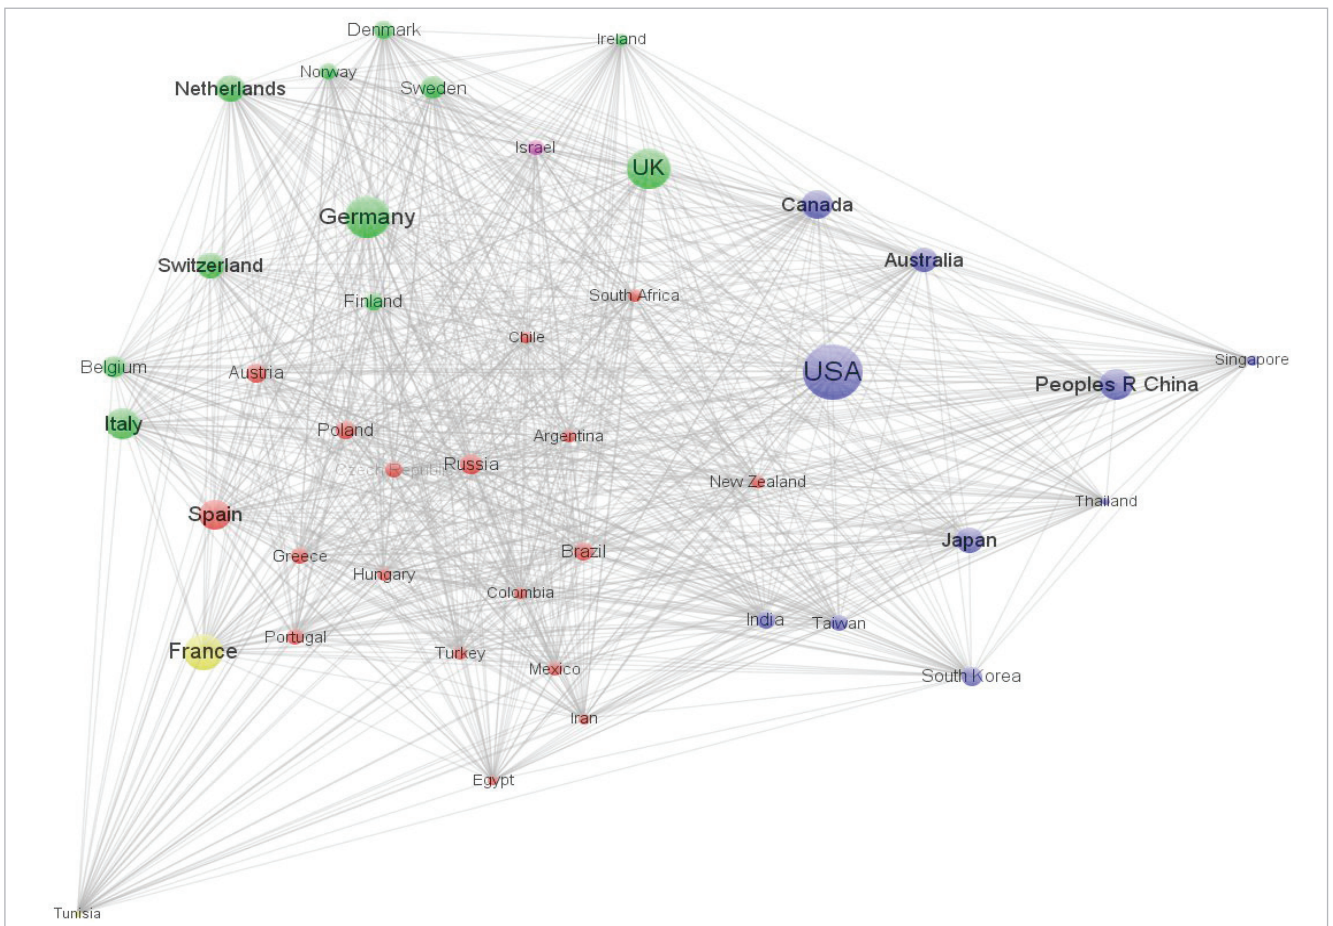 Denmark
Ireland
Norway
Netherlands
Sweden
Israel
UK
Canada
Germany
Australia
Switzerland
South Africa
Finland
Chile
Singapore
Belgium
Austria
USA
Peoples R China
Italy
Poland
Argentina
Czech Republic
Russia
New Zealand
Thailand
Spain
Japan
Greece
Brazil
Hungary
Colombia
India
Taiwan
Portugal
France
Turkey
Mexico
South Korea
Iran
Egypt
Tunisia